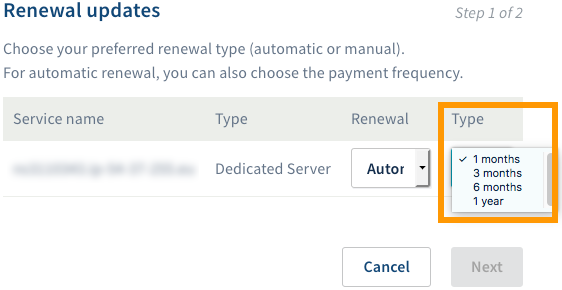 Renewal updates
Step 1 of 2
Choose your preferred renewal type (automatic or manual).
For automatic renewal, you can also choose the payment frequency.
Service name Type Renewal Type
Dedicated Server Autor
✓ 1 months
3 months
6 months
1 year
Cancel Next